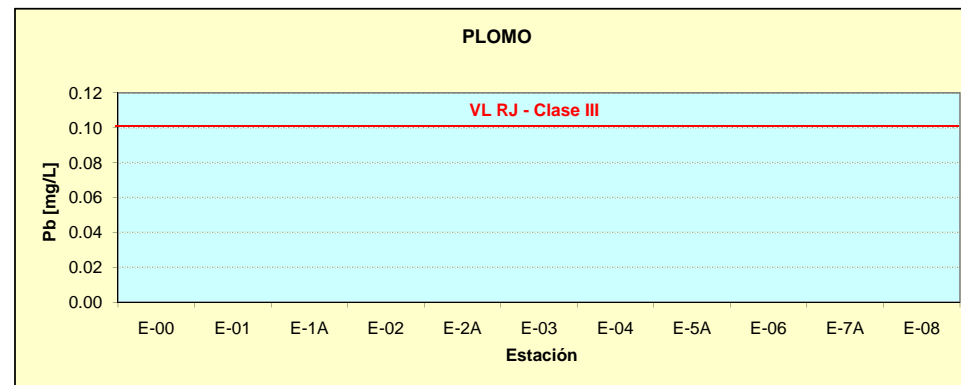 PLOMO
VL RJ - Clase III
Pb [mg/L]
0.12
0.10
0.08
0.06
0.04
0.02
0.00
E-00 E-01 E-1A E-02 E-2A E-03 E-04 E-5A E-06 E-7A E-08
Estación